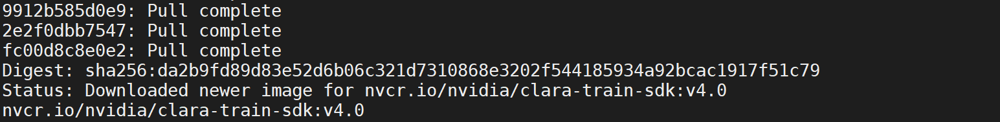 9912b585d0e9: Pull complete
2e2f0dbb7547: Pull complete
fc00d8c8e0e2: Pull complete
Digest: sha256:da2b9fd89d83e52d6b06c321d7310868e3202f544185934a92bcac1917f51c79
Status: Downloaded newer image for nvcr.io/nvidia/clara-train-sdk:v4.0
nvcr.io/nvidia/clara-train-sdk:v4.0